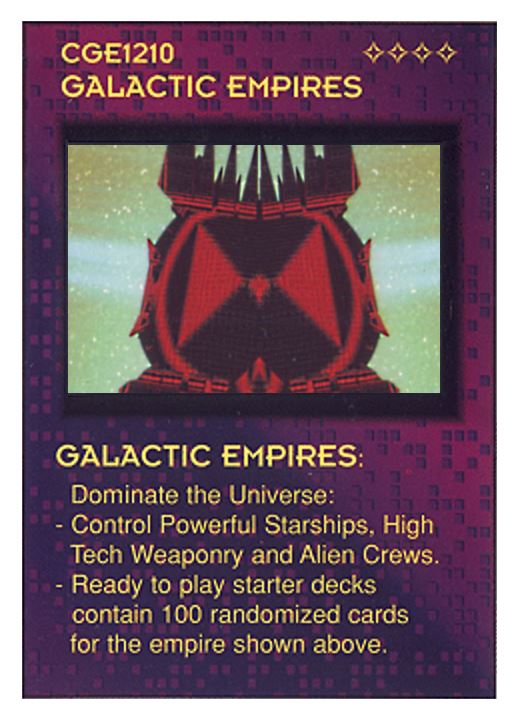 CGE1210
GALACTIC EMPIRES
GALACTIC EMPIRES:
Dominate the Universe:
- Control Powerful Starships, High
Tech Weaponry and Alien Crews.
- Ready to play starter decks
contain 100 randomized cards
for the empire shown above.